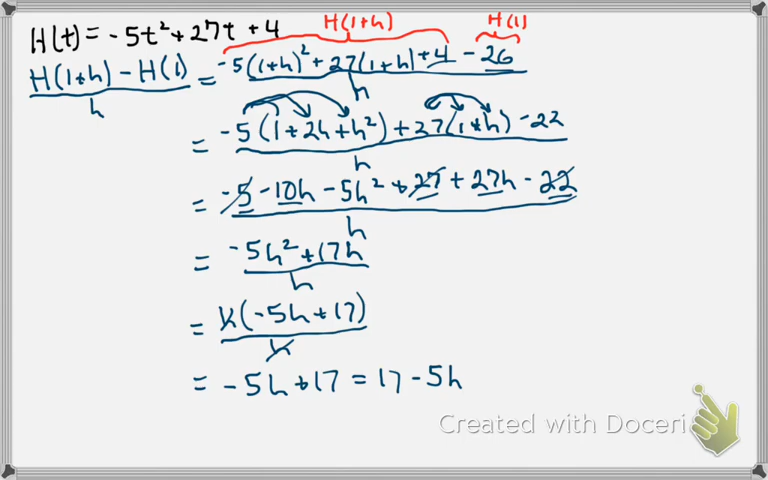 H(t) = -5t² + 27t + 4
H(1+h) H(1)
H(1+h) - H(1) / h = -5(1+h)² + 27(1+h) + 4 - 26 / h
= -5(1+2h+h²) + 27(1+h) - 22 / h
= -5 - 10h - 5h² + 27 + 27h - 22 / h
= -5h² + 17h / h
= h(-5h+17) / h
= -5h + 17 = 17 - 5h
Created with Doceri